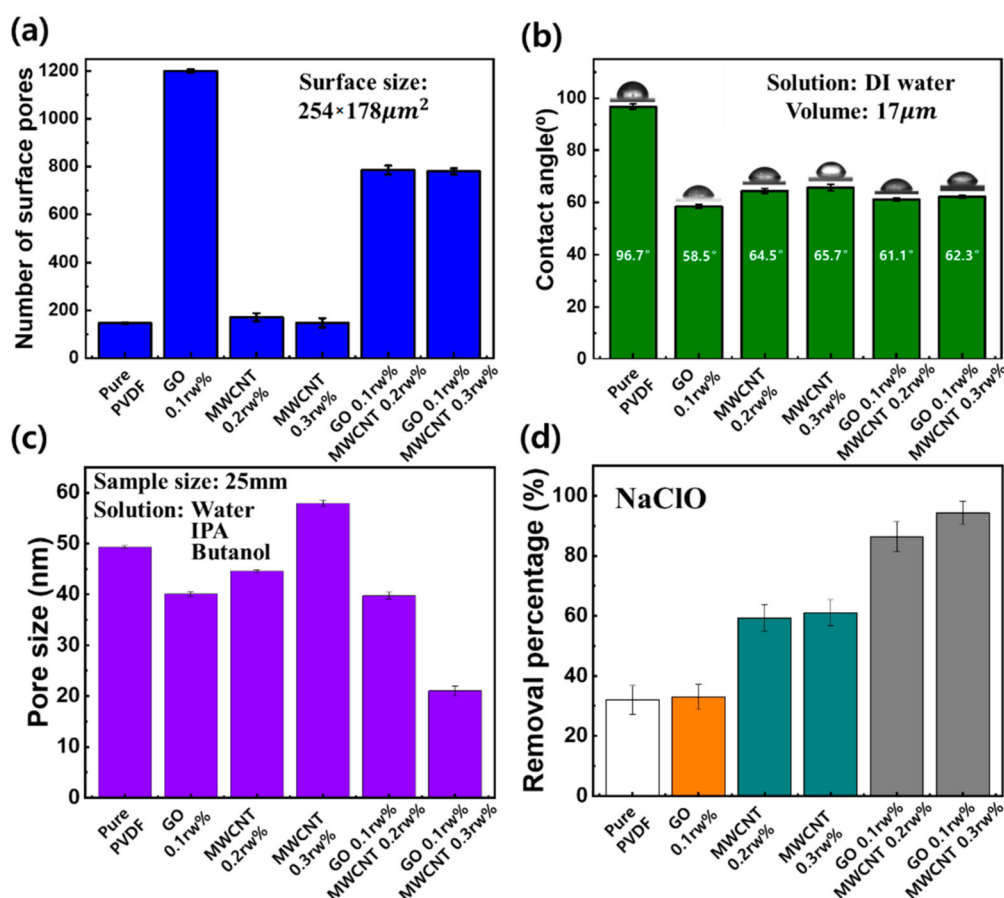 (a)
Number of surface pores
1200
1000
800
600
400
200
0
Surface size:
254×178μm²
Pure
PVDF
GO
0.1rw%
MWCNT
0.2rw%
MWCNT
0.3rw%
GO 0.1rw%
MWCNT 0.2rw%
GO 0.1rw%
MWCNT 0.3rw%
(b)
Contact angle(º)
100
80
60
40
20
0
Solution: DI water
Volume: 17μm
96.7°
58.5°
64.5°
65.7°
61.1°
62.3°
Pure
PVDF
GO
0.1rw%
MWCNT
0.2rw%
MWCNT
0.3rw%
GO 0.1rw%
MWCNT 0.2rw%
GO 0.1rw%
MWCNT 0.3rw%
(c)
Pore size (nm)
60
50
40
30
20
10
0
Sample size: 25mm
Solution: Water
IPA
Butanol
Pure
PVDF
GO
0.1rw%
MWCNT
0.2rw%
MWCNT
0.3rw%
GO 0.1rw%
MWCNT 0.2rw%
GO 0.1rw%
MWCNT 0.3rw%
(d)
Removal percentage (%)
100
80
60
40
20
0
NaClO
Pure
PVDF
GO
0.1rw%
MWCNT
0.2rw%
MWCNT
0.3rw%
GO 0.1rw%
MWCNT 0.2rw%
GO 0.1rw%
MWCNT 0.3rw%